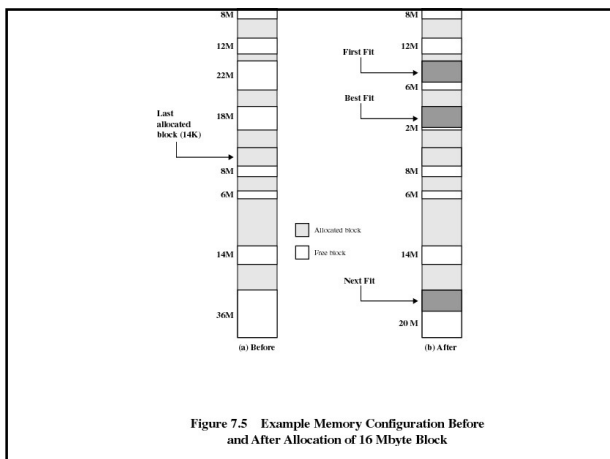 8M
12M
22M
18M
Last
allocated
block (14K)
8M
6M
14M
36M
(a) Before
Allocated block
Free block
8M
12M
First Fit
6M
Best Fit
2M
8M
6M
14M
Next Fit
20 M
(b) After
Figure 7.5 Example Memory Configuration Before
and After Allocation of 16 Mbyte Block